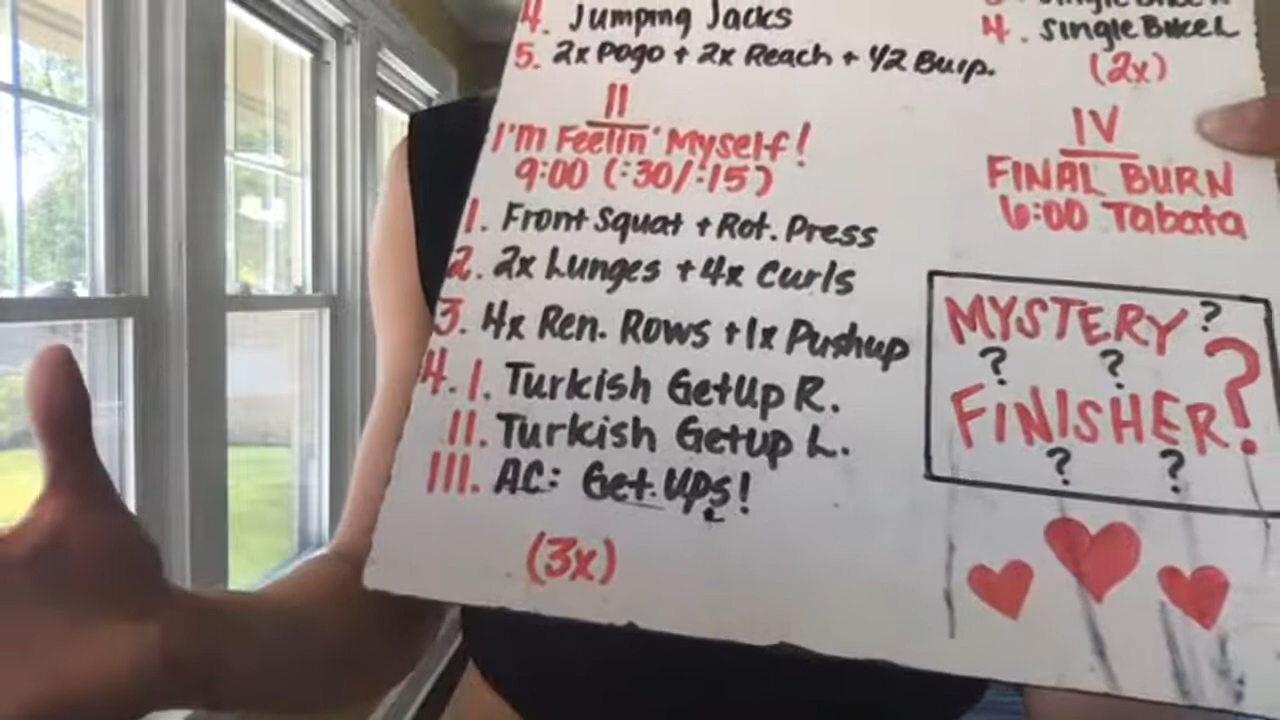 4. Jumping Jacks
5. 2x Pogo + 2x Reach + 1/2 Burp.
II
I'm Feelin' Myself!
9:00 (:30/:15)
1. Front Squat + Rot. Press
2. 2x Lunges + 4x Curls
3. 4x Ren. Rows + 1x Pushup
4. I. Turkish GetUp R.
II. Turkish Getup L.
III. AC: Get-Ups!
(3x)
4. Single
(2x)
IV
FINAL BURN
6:00 Tabata
MYSTERY ?
? ? ?
FINISHER!
? ?